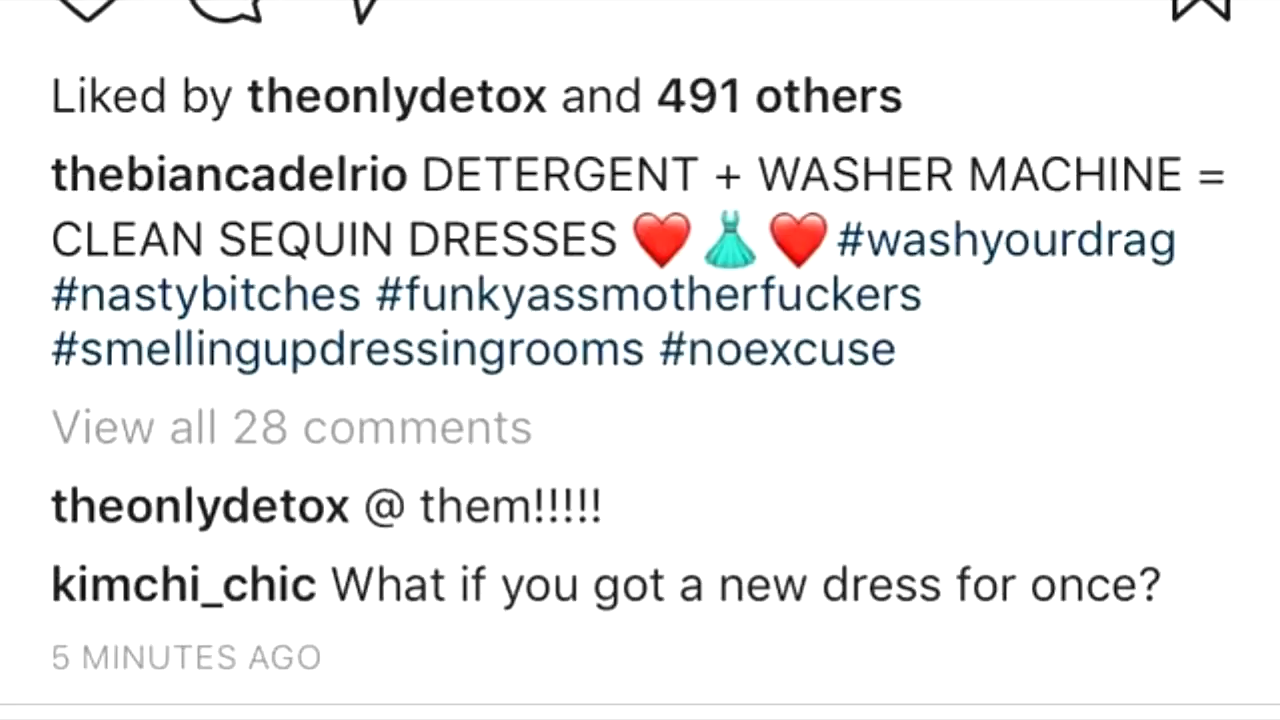 Liked by theonlydetox and 491 others
thebiancadelrio DETERGENT + WASHER MACHINE =
CLEAN SEQUIN DRESSES ❤️👗❤️ #washyourdrag
#nastybitches #funkyassmotherfuckers
#smellingupdressingrooms #noexcuse
View all 28 comments
theonlydetox @ them!!!!!
kimchi_chic What if you got a new dress for once?
5 MINUTES AGO